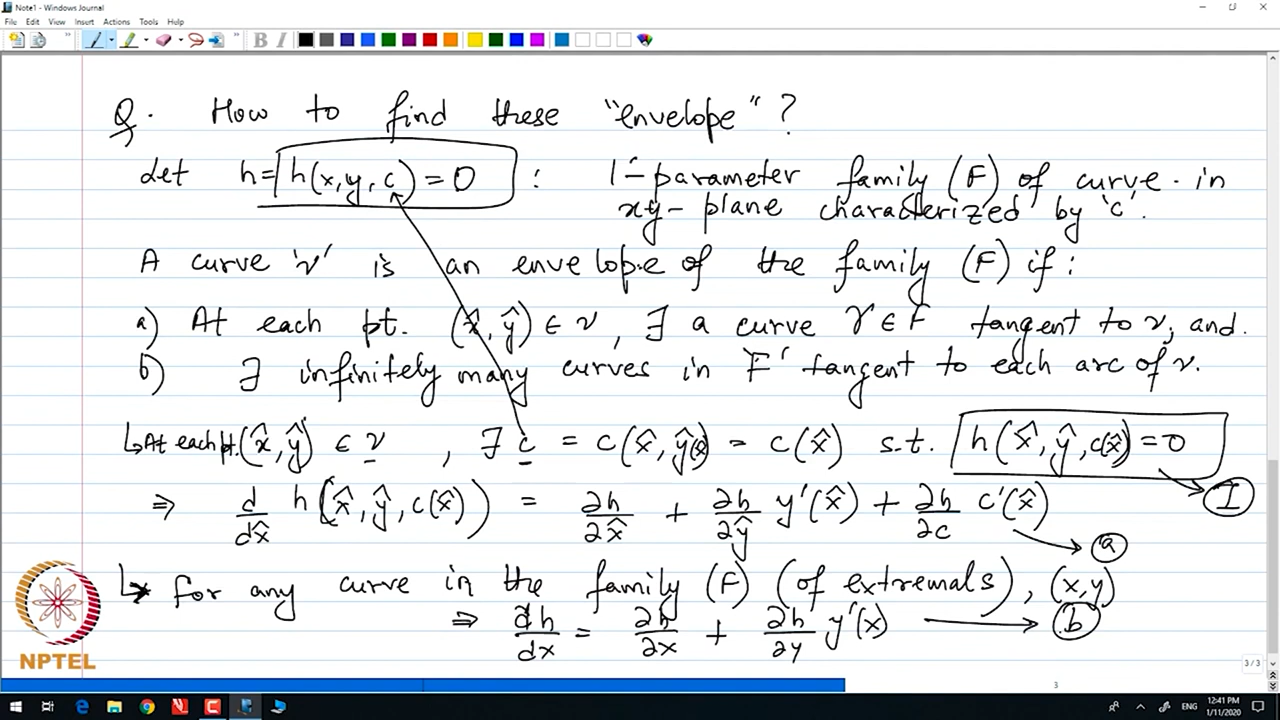 Note1 - Windows Journal
File Edit View Insert Actions Tools Help
Q. How to find these "envelope" ?
Let h = h(x, y, c) = 0 : 1-parameter family (F) of curve in
xy-plane characterized by 'c'.
A curve 'ν' is an envelope of the family (F) if :
a) At each pt. (x̂, ŷ) ∈ ν, ∃ a curve γ ∈ F tangent to ν, and.
b) ∃ infinitely many curves in 'F' tangent to each arc of ν.
↳ At each pt. (x̂, ŷ) ∈ ν, ∃ c = c(x̂, ŷ(x)) = c(x̂) s.t. h(x̂, ŷ, c(x̂)) = 0 → I
⇒ d/dx̂ h(x̂, ŷ, c(x̂)) = ∂h/∂x̂ + ∂h/∂ŷ y'(x̂) + ∂h/∂c c'(x̂) → a
↳ For any curve in the family (F) (of extremals), (x, y)
⇒ dh/dx = ∂h/∂x + ∂h/∂y y'(x) → b
NPTEL
3/3
3
ENG
12:41 PM
1/11/2020